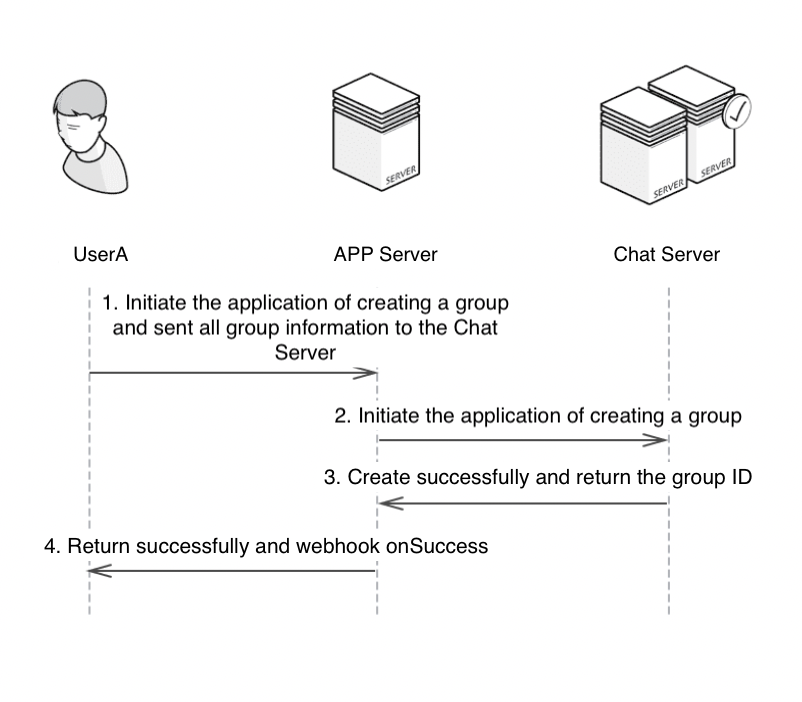 SERVER
SERVER
SERVER
UserA
APP Server
Chat Server
1. Initiate the application of creating a group
and sent all group information to the Chat
Server
2. Initiate the application of creating a group
3. Create successfully and return the group ID
4. Return successfully and webhook onSuccess